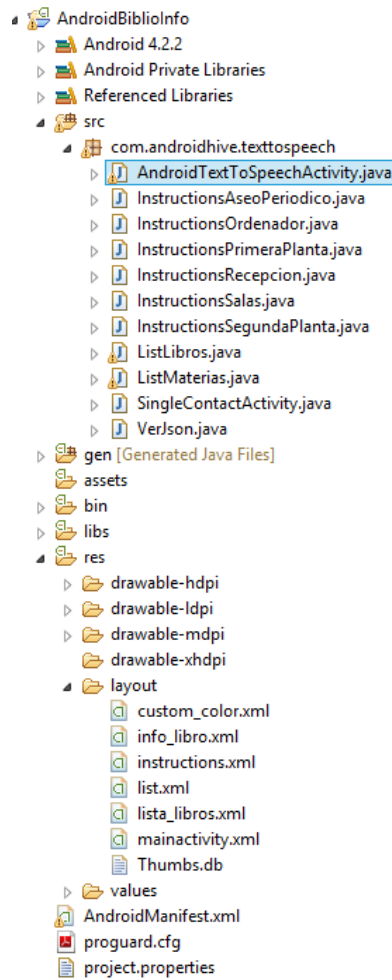 AndroidBiblioInfo
Android 4.2.2
Android Private Libraries
Referenced Libraries
src
com.androidhive.texttospeech
AndroidTextToSpeechActivity.java
InstructionsAseoPeriodico.java
InstructionsOrdenador.java
InstructionsPrimeraPlanta.java
InstructionsRecepcion.java
InstructionsSalas.java
InstructionsSegundaPlanta.java
ListLibros.java
ListMaterias.java
SingleContactActivity.java
VerJson.java
gen [Generated Java Files]
assets
bin
libs
res
drawable-hdpi
drawable-ldpi
drawable-mdpi
drawable-xhdpi
layout
custom_color.xml
info_libro.xml
instructions.xml
list.xml
lista_libros.xml
mainactivity.xml
Thumbs.db
values
AndroidManifest.xml
proguard.cfg
project.properties